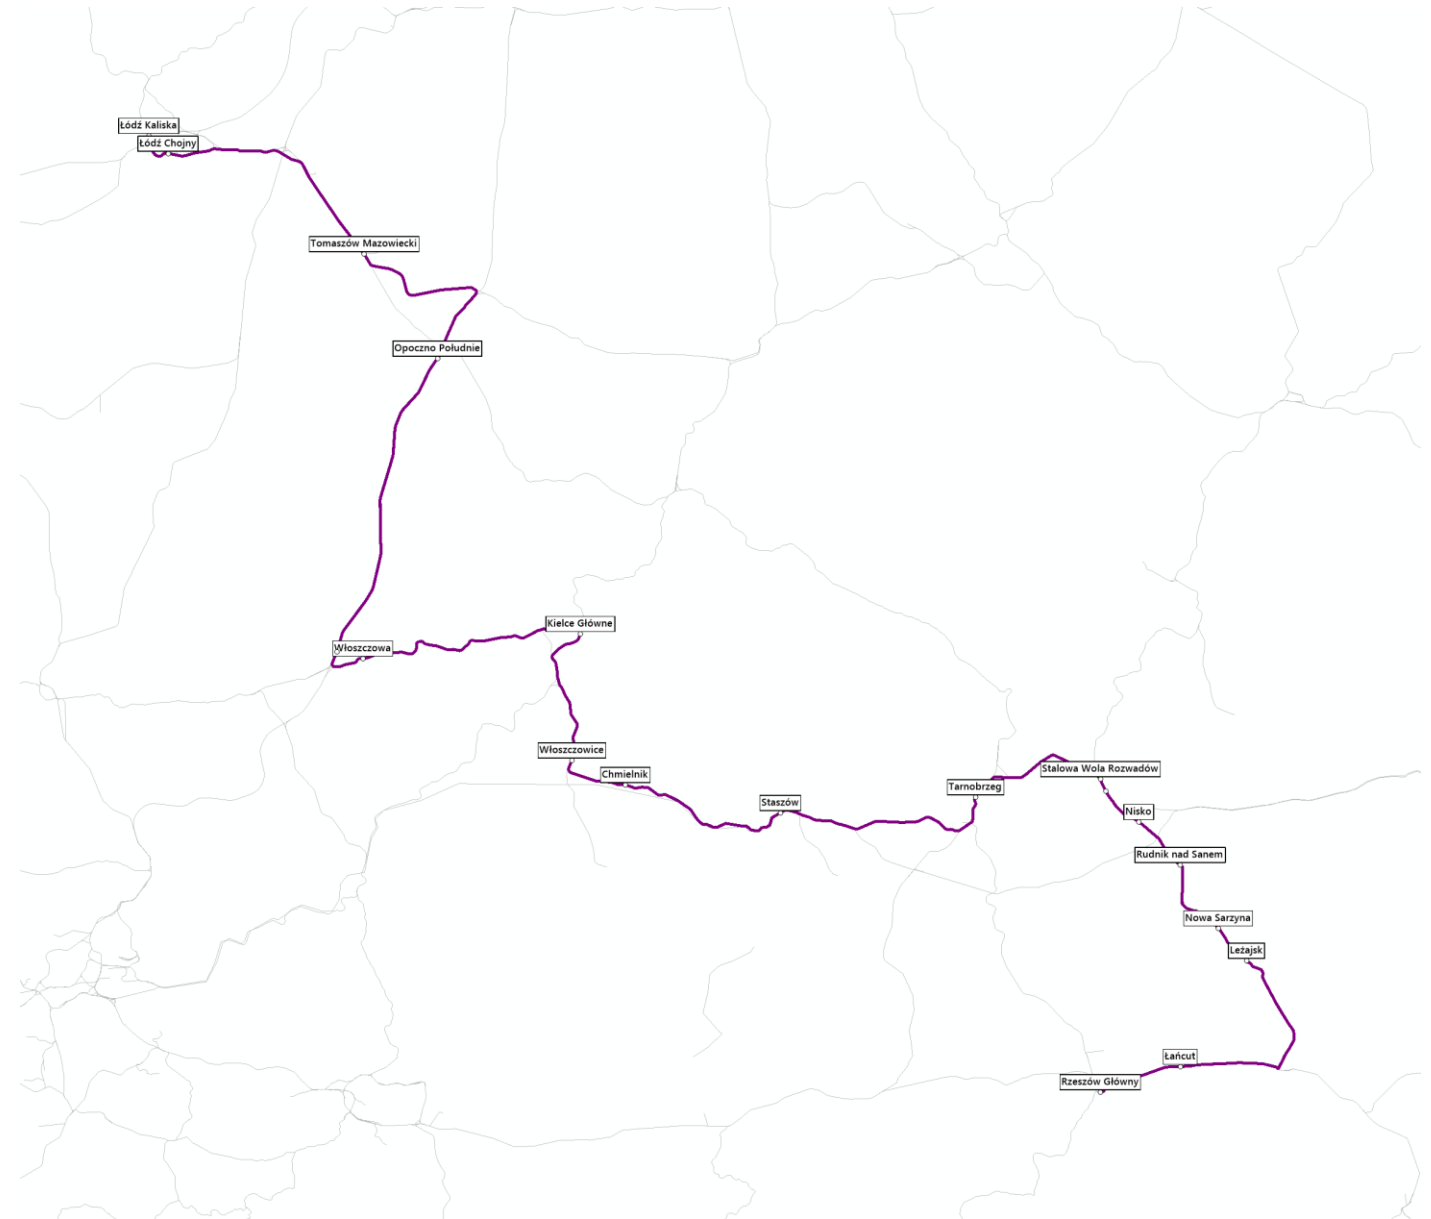 Łódź Kaliska
Łódź Chojny
Tomaszów Mazowiecki
Opoczno Południe
Kielce Główne
Włoszczowa
Włoszczowice
Chmielnik
Staszów
Tarnobrzeg
Stalowa Wola Rozwadów
Nisko
Rudnik nad Sanem
Nowa Sarzyna
Leżajsk
Łańcut
Rzeszów Główny